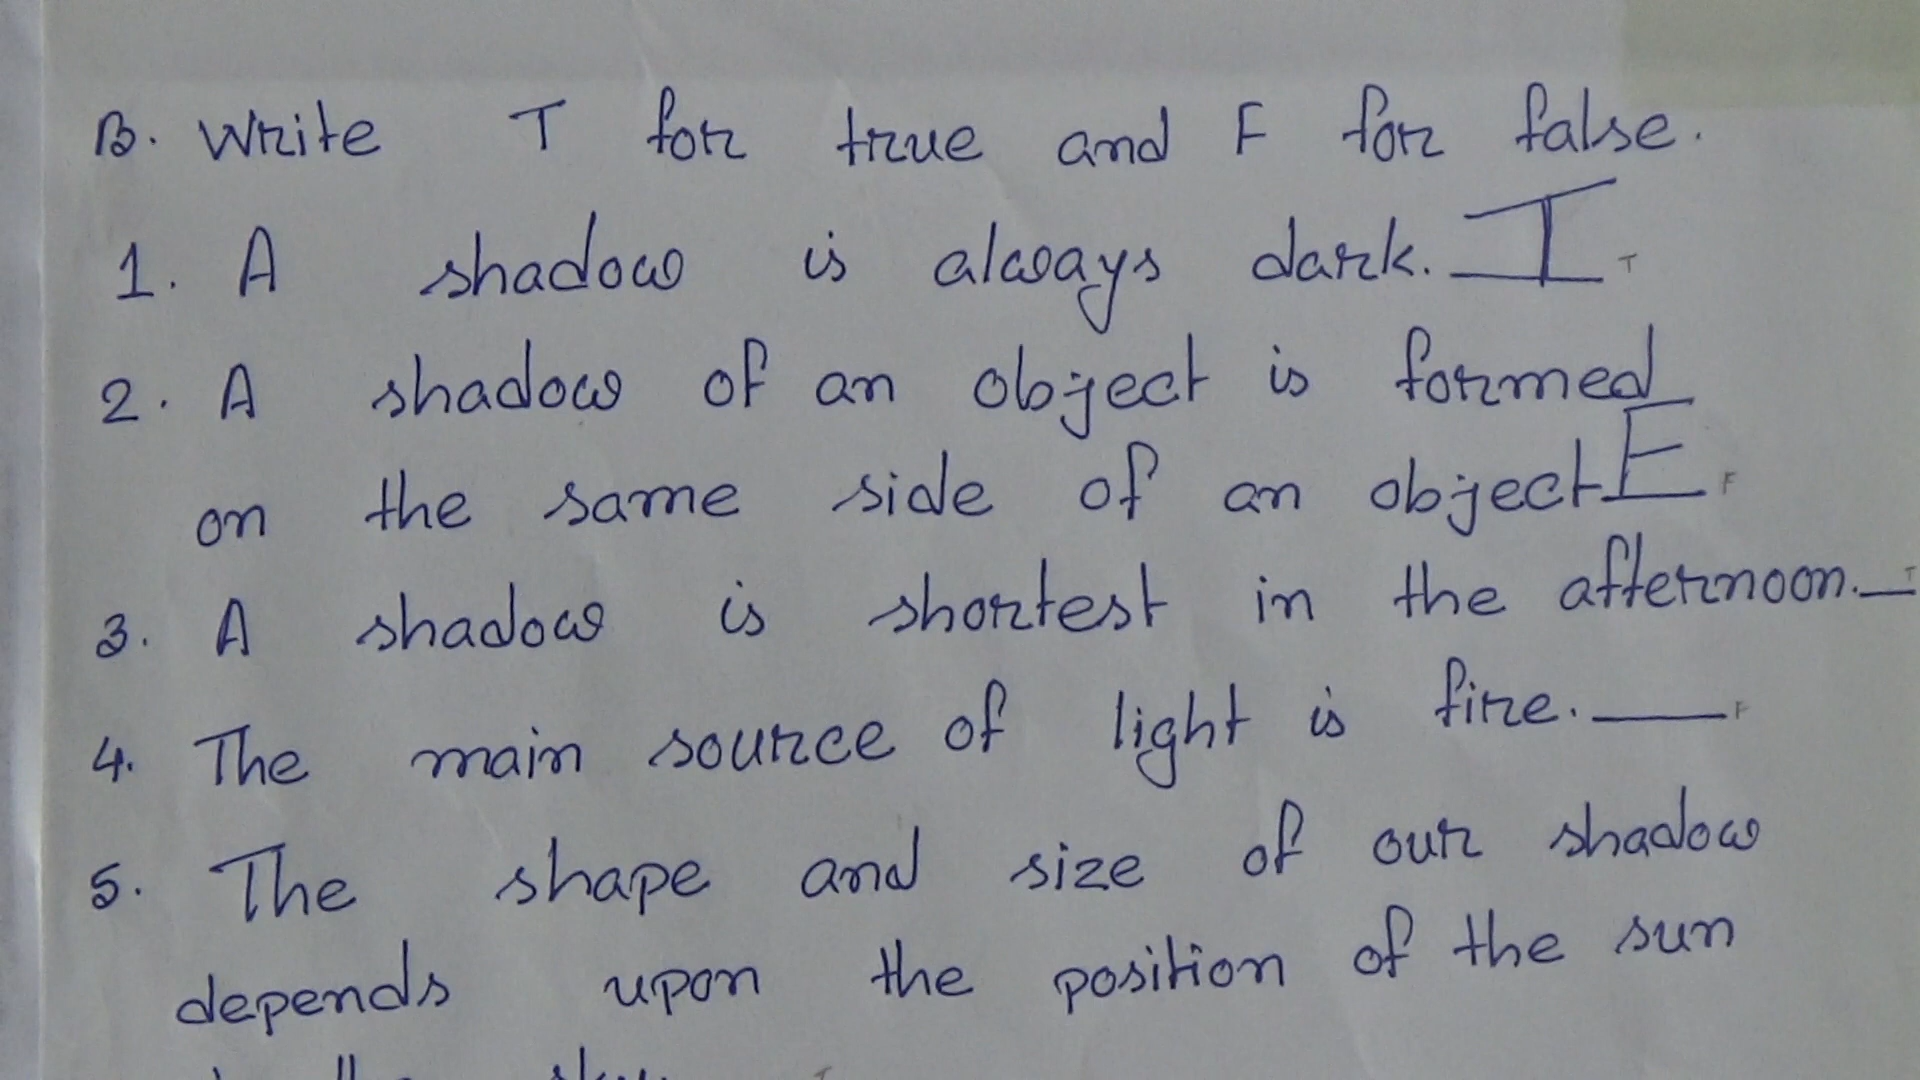 B. Write T for true and F for false.
1. A shadow is always dark. T T
2. A shadow of an object is formed
on the same side of an object F F
3. A shadow is shortest in the afternoon. T
4. The main source of light is fire. F
5. The shape and size of our shadow
depends upon the position of the sun
the sky